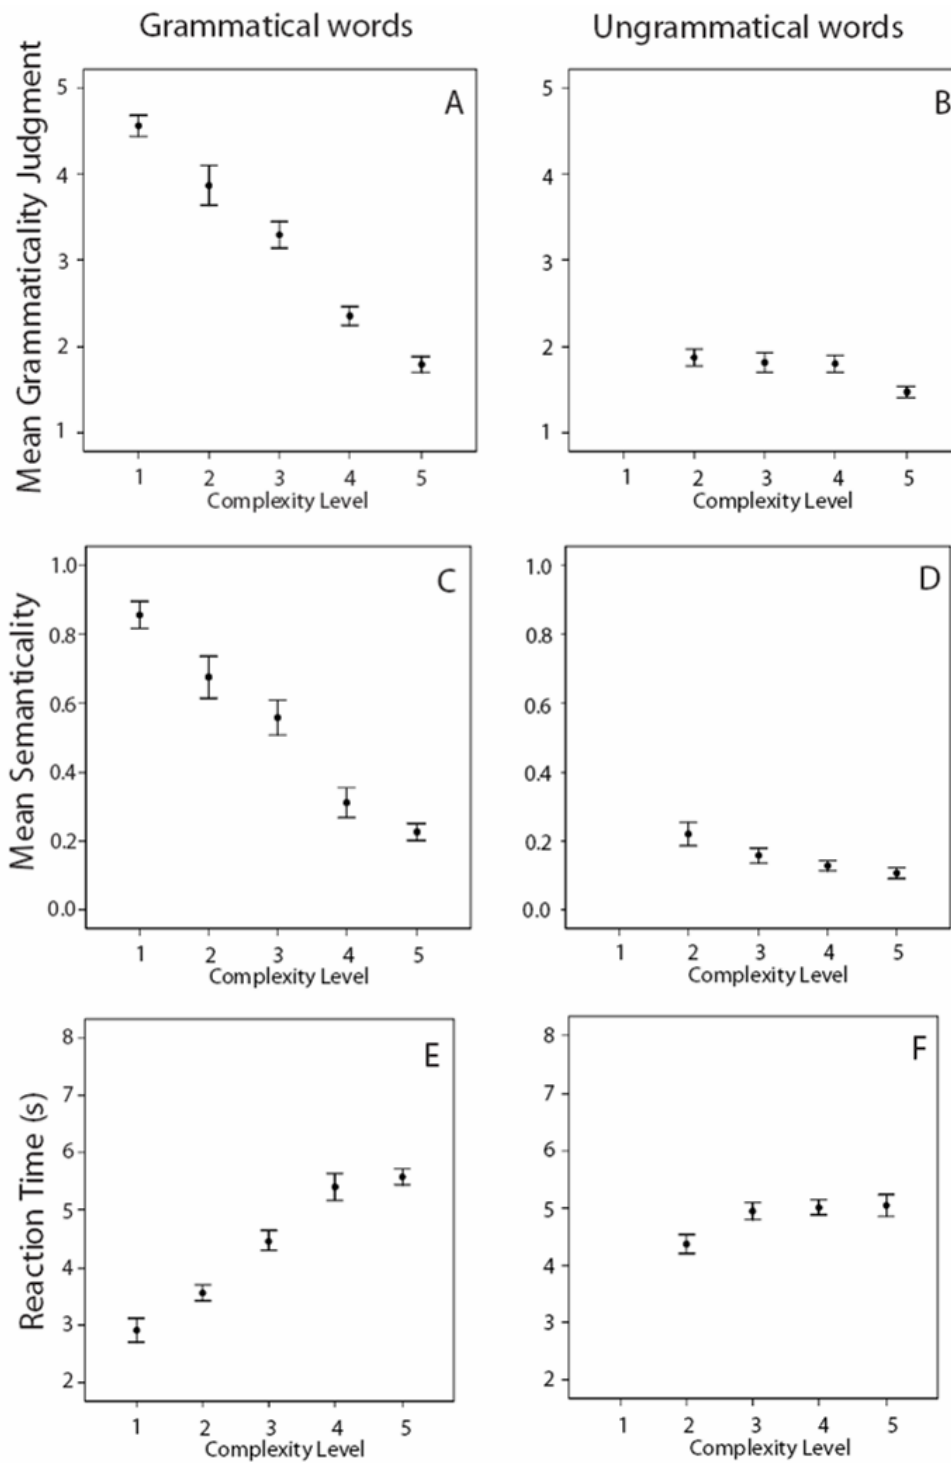 Grammatical words
Ungrammatical words
Mean Grammaticality Judgment
5
4
3
2
1
A
1 2 3 4 5
Complexity Level
5
4
3
2
1
B
1 2 3 4 5
Complexity Level
Mean Semanticality
1.0
0.8
0.6
0.4
0.2
0.0
C
1 2 3 4 5
Complexity Level
1.0
0.8
0.6
0.4
0.2
0.0
D
1 2 3 4 5
Complexity Level
Reaction Time (s)
8
7
6
5
4
3
2
E
1 2 3 4 5
Complexity Level
8
7
6
5
4
3
2
F
1 2 3 4 5
Complexity Level